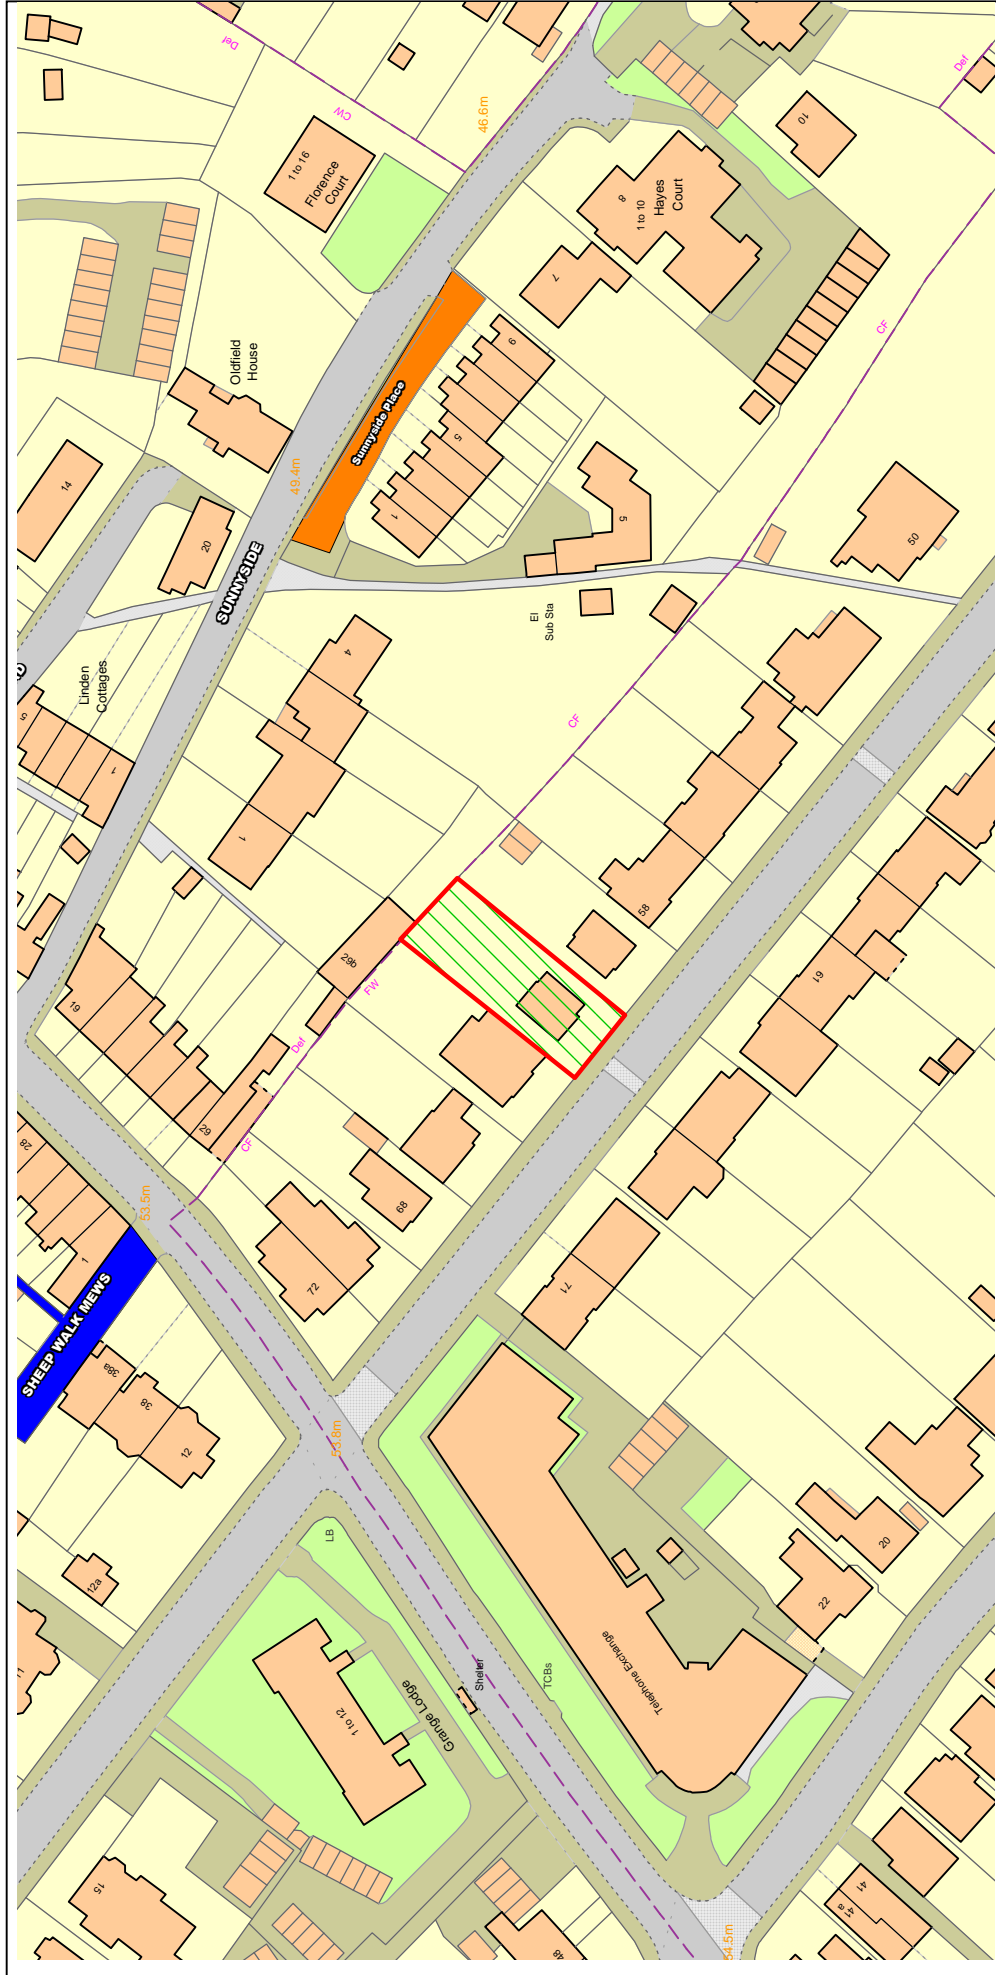 Def
CW
46.6m
1 to 16
Florence
Court
10
8
1 to 10
Hayes
Court
7
CF
Def
Oldfield
House
9
Sunnyside Place
5
1
49.4m
14
20
SUNNYSIDE
5
50
El
Sub Sta
4
Linden
Cottages
5
1
1
CF
58
29b
FW
19
Def
61
29
CF
28
53.5m
68
1
72
71
SHEEP WALK MEWS
38a
38
12
53.8m
LB
12a
20
22
1 to 12
Grange Lodge
Shelter
TCBs
Telephone Exchange
15
41
41
a
48
54.5m